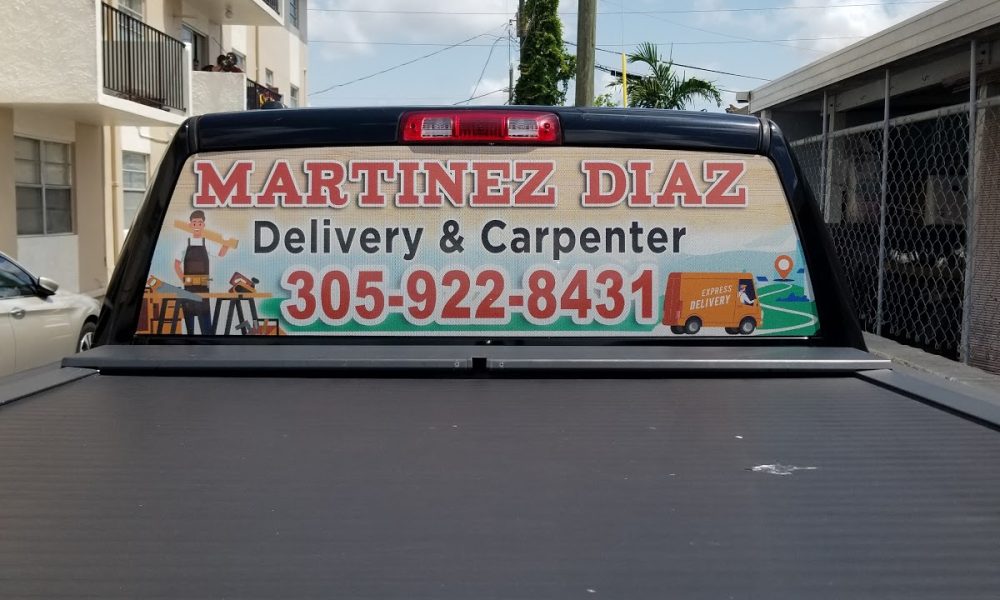 MARTINEZ DIAZ
Delivery & Carpenter
305-922-8431
EXPRESS
DELIVERY